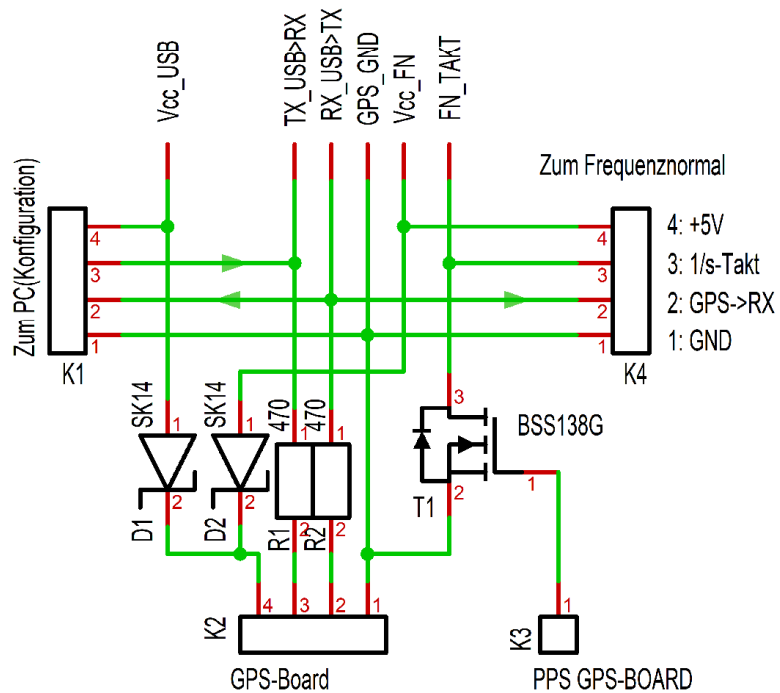 Vcc_USB
TX_USB>RX
RX_USB>TX
GPS_GND
Vcc_FN
FN_TAKT
Zum Frequenznormal
Zum PC(Konfiguration)
4
3
2
1
K1
4
3
2
1
K4
4: +5V
3: 1/s-Takt
2: GPS->RX
1: GND
SK14
1
2
D1
SK14
1
2
D2
470
1
2
R1
470
1
2
R2
3
2
1
T1
BSS138G
4
3
2
1
K2
GPS-Board
1
K3
PPS GPS-BOARD